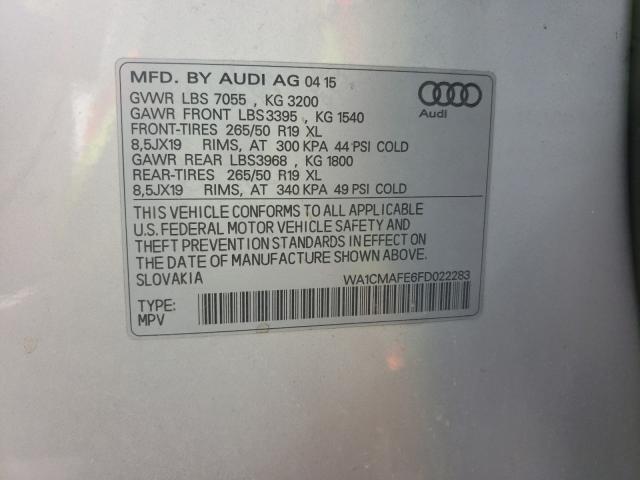 MFD. BY AUDI AG 04 15
GVWR LBS 7055 , KG 3200
GAWR FRONT LBS3395 , KG 1540
FRONT-TIRES 265/50 R19 XL
8,5JX19 RIMS, AT 300 KPA 44 PSI COLD
GAWR REAR LBS3968 , KG 1800
REAR-TIRES 265/50 R19 XL
8,5JX19 RIMS, AT 340 KPA 49 PSI COLD
Audi
THIS VEHICLE CONFORMS TO ALL APPLICABLE
U.S. FEDERAL MOTOR VEHICLE SAFETY AND
THEFT PREVENTION STANDARDS IN EFFECT ON
THE DATE OF MANUFACTURE SHOWN ABOVE.
SLOVAKIA WA1CMAFE6FD022283
TYPE:
MPV